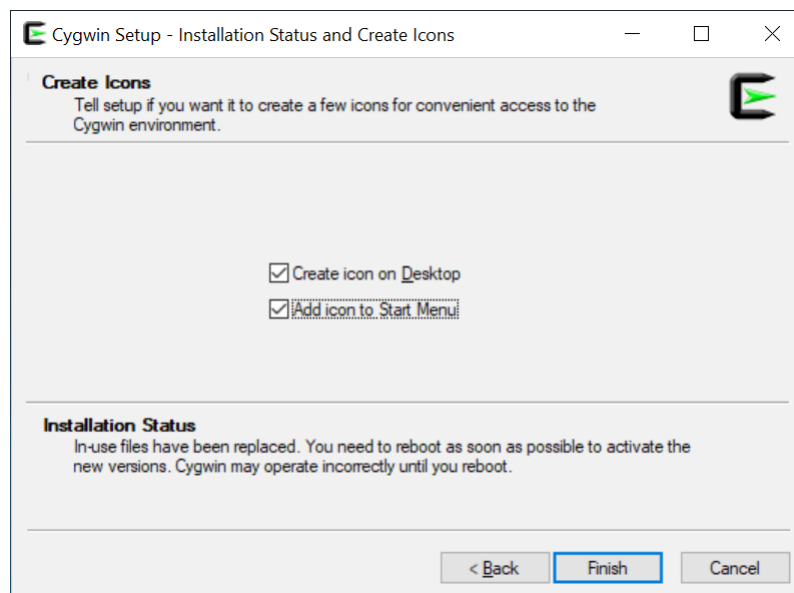 Cygwin Setup - Installation Status and Create Icons
Create Icons
Tell setup if you want it to create a few icons for convenient access to the
Cygwin environment.
Create icon on Desktop
Add icon to Start Menu
Installation Status
In-use files have been replaced. You need to reboot as soon as possible to activate the
new versions. Cygwin may operate incorrectly until you reboot.
< Back Finish Cancel